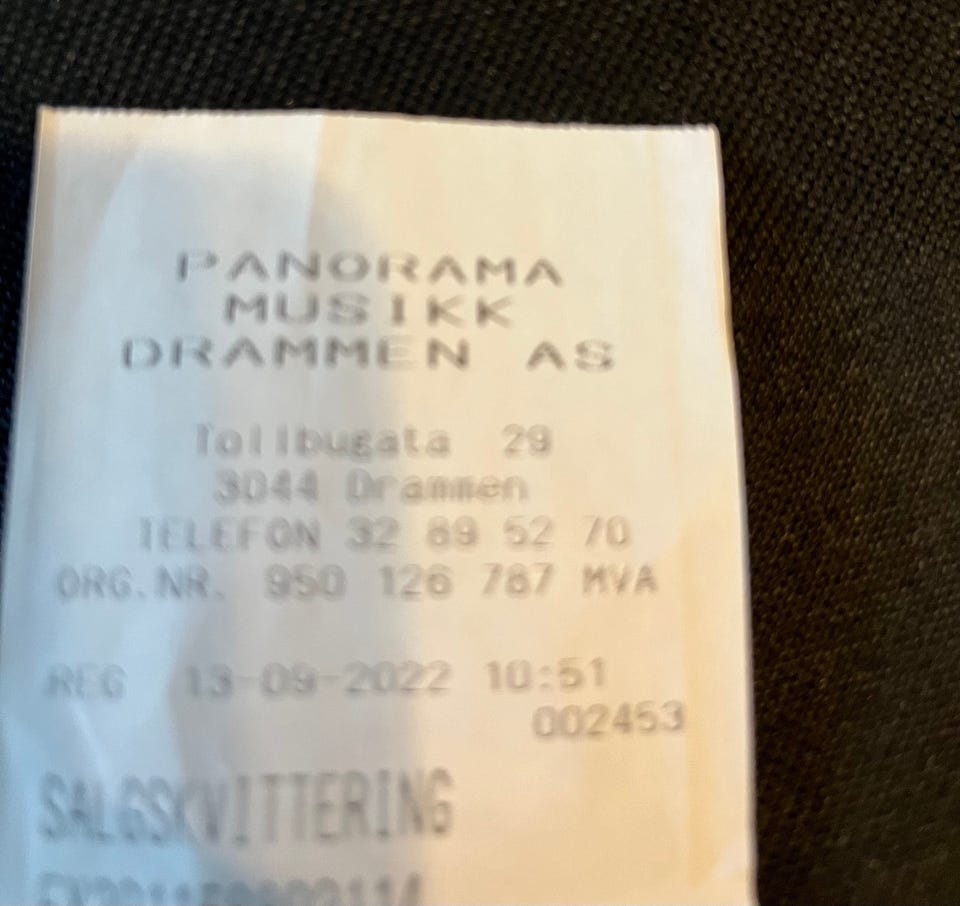 PANORAMA
MUSIKK
DRAMMEN AS
Tollbugata 29
3044 Drammen
TELEFON 32 89 52 70
ORG.NR. 950 126 787 MVA
REG 13-09-2022 10:51
002453
SALGSKVITTERING